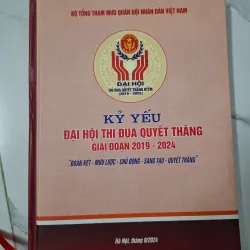 BỘ TỔNG THAM MƯU QUÂN ĐỘI NHÂN DÂN VIỆT NAM
ĐẠI HỘI
THI ĐUA QUYẾT THẮNG BTTM
(2019 - 2024)
KỶ YẾU
ĐẠI HỘI THI ĐUA QUYẾT THẮNG
GIAI ĐOẠN 2019 - 2024
"ĐOÀN KẾT - MƯU LƯỢC - CHỦ ĐỘNG - SÁNG TẠO - QUYẾT THẮNG"
Hà Nội, tháng 6/2024